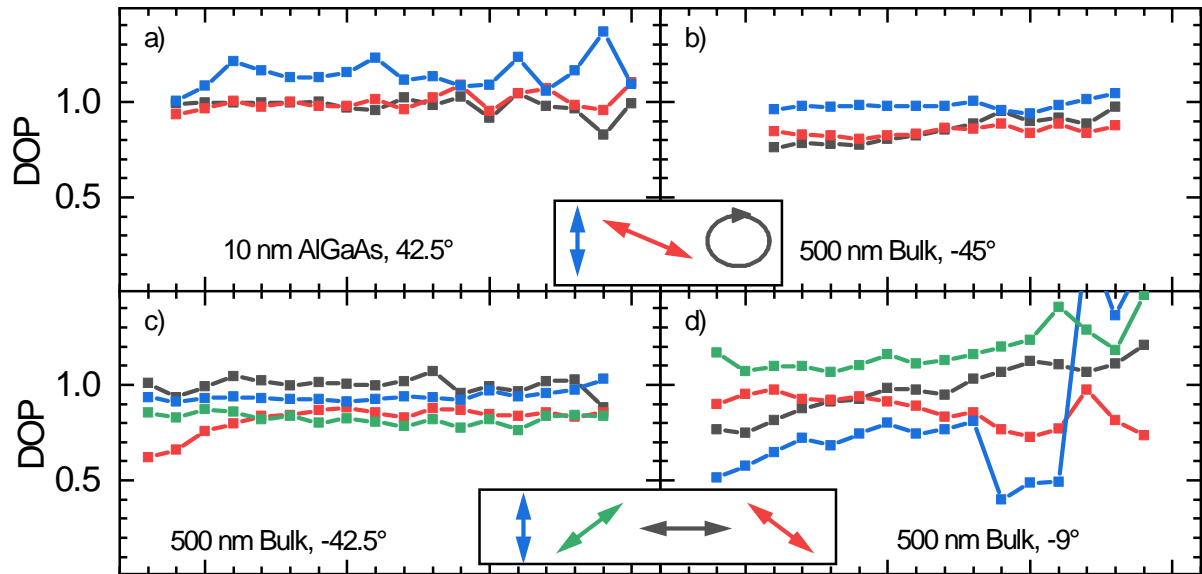 a)
b)
1.0
DOP
0.5
10 nm AlGaAs, 42.5°
500 nm Bulk, -45°
c)
d)
1.0
DOP
0.5
500 nm Bulk, -42.5°
500 nm Bulk, -9°